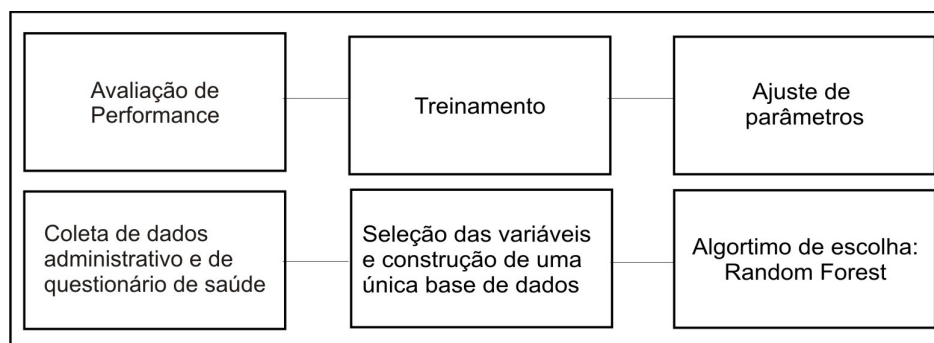 Avaliação de
Performance
Treinamento
Ajuste de
parâmetros
Coleta de dados
administrativo e de
questionário de saúde
Seleção das variáveis
e construção de uma
única base de dados
Algortimo de escolha:
Random Forest